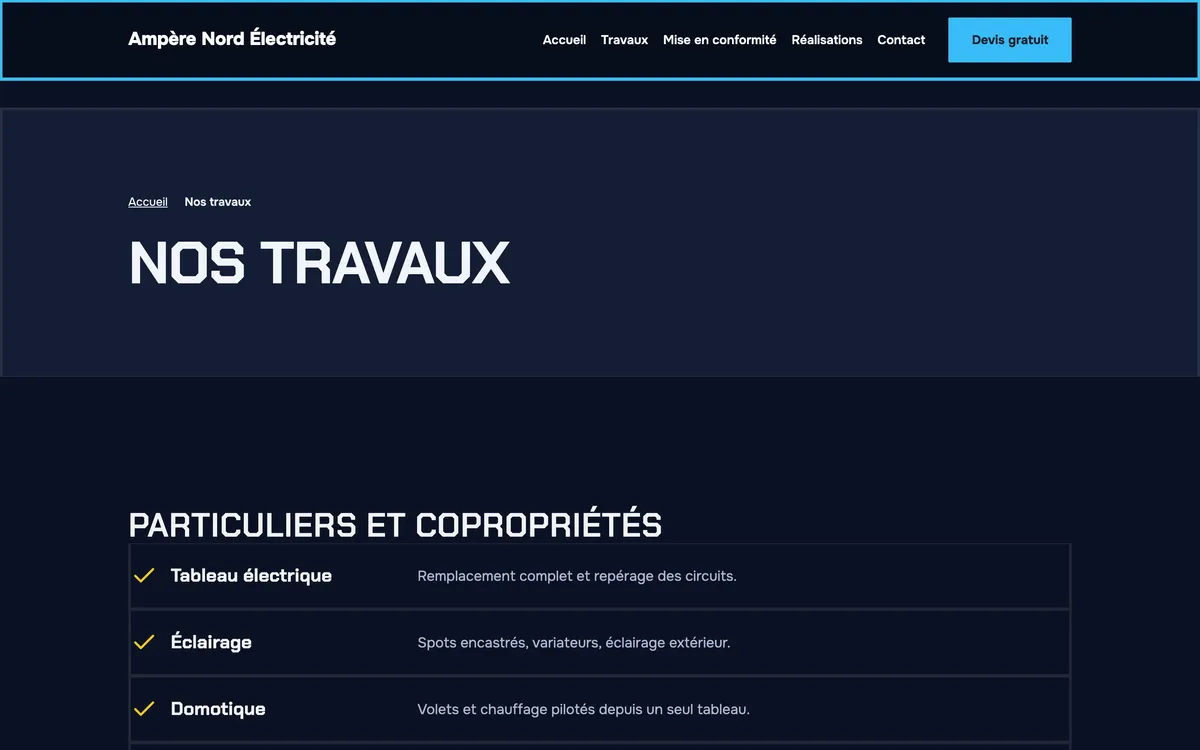 Ampère Nord Électricité
Accueil Travaux Mise en conformité Réalisations Contact Devis gratuit
Accueil Nos travaux
NOS TRAVAUX
PARTICULIERS ET COPROPRIÉTÉS
Tableau électrique Remplacement complet et repérage des circuits.
Éclairage Spots encastrés, variateurs, éclairage extérieur.
Domotique Volets et chauffage pilotés depuis un seul tableau.